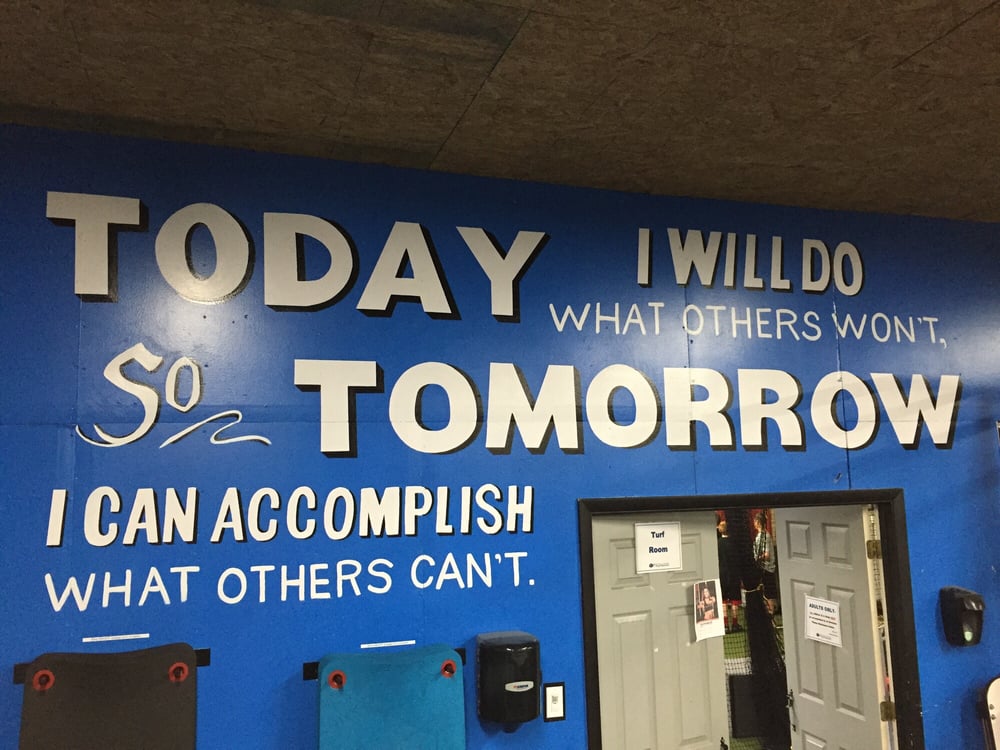 TODAY
I WILL DO
WHAT OTHERS WON'T,
So TOMORROW
I CAN ACCOMPLISH
WHAT OTHERS CAN'T.
Turf
Room
ADULTS ONLY